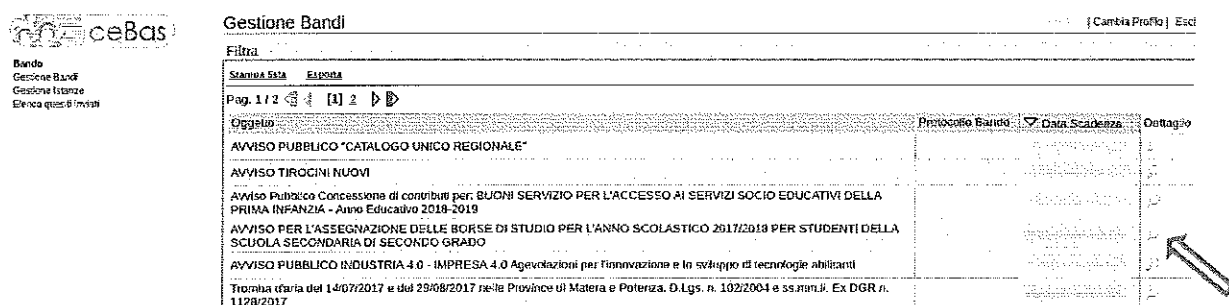 ceBas
Gestione Bandi
| Cambia Profilo | Esci
Bando
Gestione Bandi
Gestione Istanze
Elenco quesiti inviati
Filtra
Stampa lista Esporta
Pag. 1 / 2 [1] 2
Oggetto Protocollo Bando Data Scadenza Dettaglio
AVVISO PUBBLICO "CATALOGO UNICO REGIONALE"
AVVISO TIROCINI NUOVI
Avviso Pubblico Concessione di contributi per: BUONI SERVIZIO PER L'ACCESSO AI SERVIZI SOCIO EDUCATIVI DELLA
PRIMA INFANZIA - Anno Educativo 2018-2019
AVVISO PER L'ASSEGNAZIONE DELLE BORSE DI STUDIO PER L'ANNO SCOLASTICO 2017/2018 PER STUDENTI DELLA
SCUOLA SECONDARIA DI SECONDO GRADO
AVVISO PUBBLICO INDUSTRIA 4.0 - IMPRESA 4.0 Agevolazioni per l'innovazione e lo sviluppo di tecnologie abilitanti
Tromba d'aria del 14/07/2017 e del 29/08/2017 nelle Province di Matera e Potenza. D.Lgs. n. 102/2004 e ss.mm.ii. Ex DGR n.
1128/2017